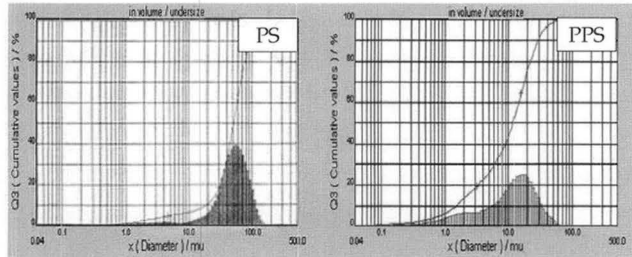 in volume / undersize
PS
Q3 ( Cumulative values ) / %
100
80
60
40
20
0
0.04 0.1 1.0 10.0 100.0 500.0
x ( Diameter ) / mu
in volume / undersize
PPS
Q3 ( Cumulative values ) / %
100
80
60
40
20
0
0.04 0.1 1.0 10.0 100.0 500.0
x ( Diameter ) / mu